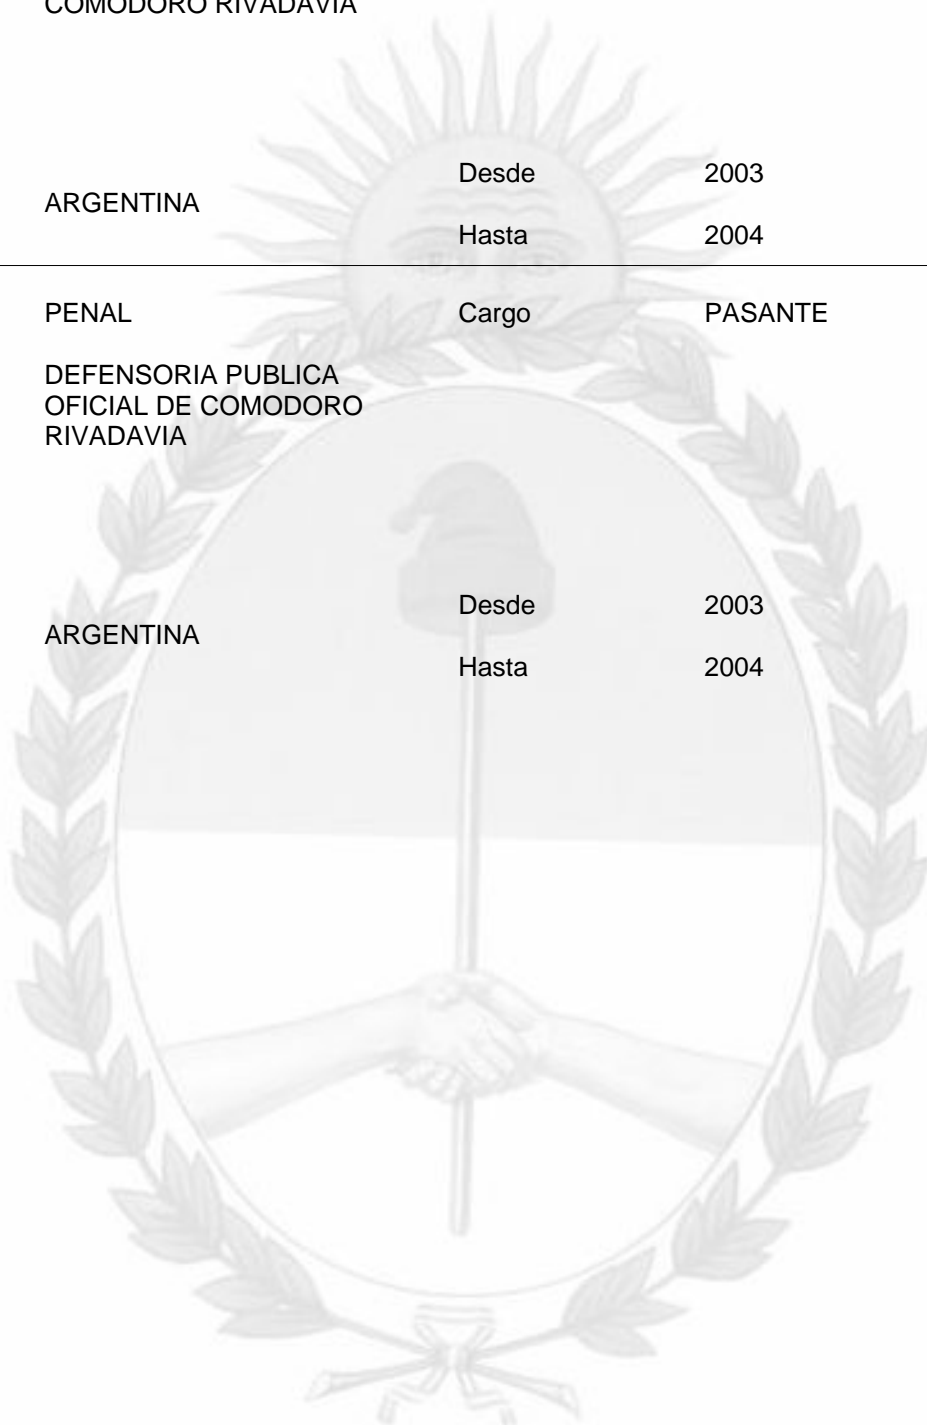 COMODORO RIVADAVIA
Desde 2003
ARGENTINA
Hasta 2004
PENAL Cargo PASANTE
DEFENSORIA PUBLICA
OFICIAL DE COMODORO
RIVADAVIA
Desde 2003
ARGENTINA
Hasta 2004